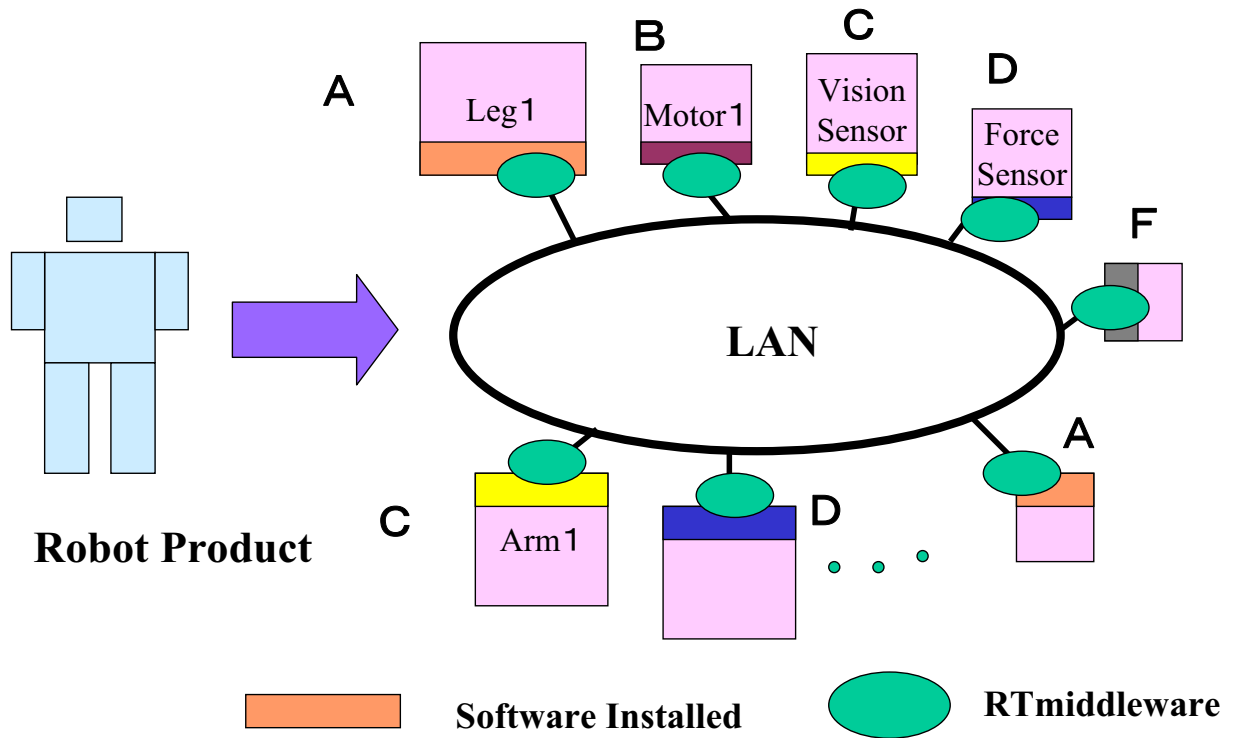 A
Leg1
B
Motor1
C
Vision
Sensor
D
Force
Sensor
F
LAN
A
C
Arm1
D
Robot Product
Software Installed
RTmiddleware